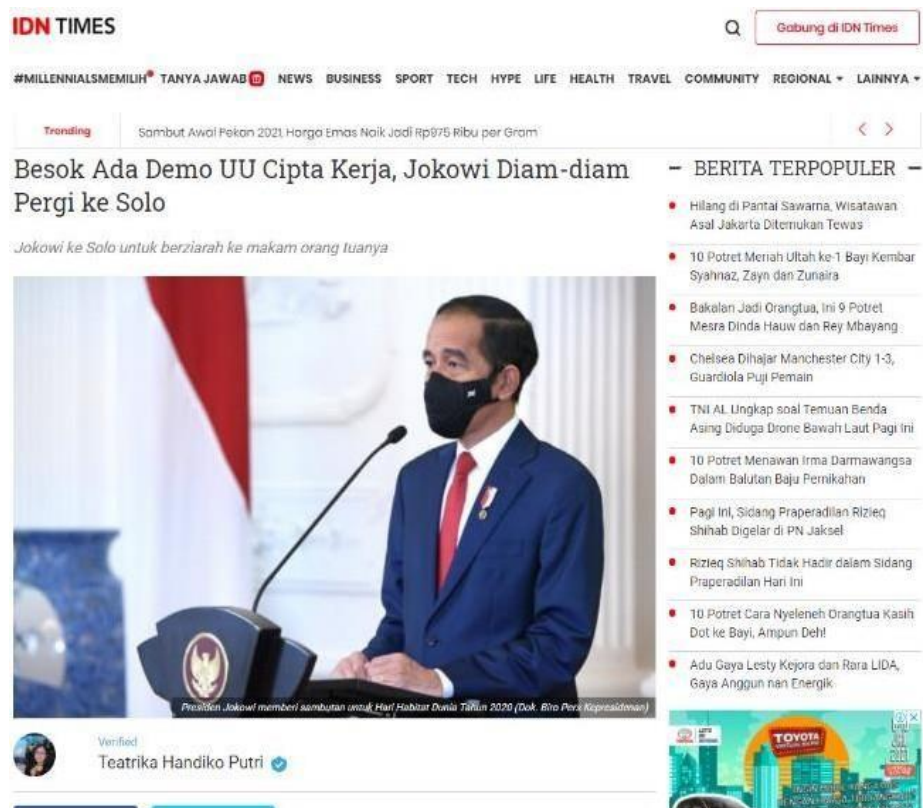 IDN TIMES
Gabung di IDN Times
#MILLENNIALSMEMILIH TANYA JAWAB NEWS BUSINESS SPORT TECH HYPE LIFE HEALTH TRAVEL COMMUNITY REGIONAL LAINNYA
Trending Sambut Awal Pekan 2021, Harga Emas Naik Jadi Rp975 Ribu per Gram
Besok Ada Demo UU Cipta Kerja, Jokowi Diam-diam
Pergi ke Solo
Jokowi ke Solo untuk berziarah ke makam orang tuanya
Presiden Jokowi memberi sambutan untuk Hari Habitat Dunia Tahun 2020 (Dok. Biro Pers Kepresidenan)
Verified
Teatrika Handiko Putri
BERITA TERPOPULER
Hilang di Pantai Sawarna, Wisatawan
Asal Jakarta Ditemukan Tewas
10 Potret Meriah Ultah ke-1 Bayi Kembar
Syahnaz, Zayn dan Zunaira
Bakalan Jadi Orangtua, Ini 9 Potret
Mesra Dinda Hauw dan Rey Mbayang
Chelsea Dihajar Manchester City 1-3,
Guardiola Puji Pemain
TNI AL Ungkap soal Temuan Benda
Asing Diduga Drone Bawah Laut Pagi Ini
10 Potret Menawan Irma Darmawangsa
Dalam Balutan Baju Pernikahan
Pagi Ini, Sidang Praperadilan Rizieq
Shihab Digelar di PN Jaksel
Rizieq Shihab Tidak Hadir dalam Sidang
Praperadilan Hari Ini
10 Potret Cara Nyeleneh Orangtua Kasih
Dot ke Bayi, Ampun Deh!
Adu Gaya Lesty Kejora dan Rara LIDA,
Gaya Anggun nan Energik
TOYOTA